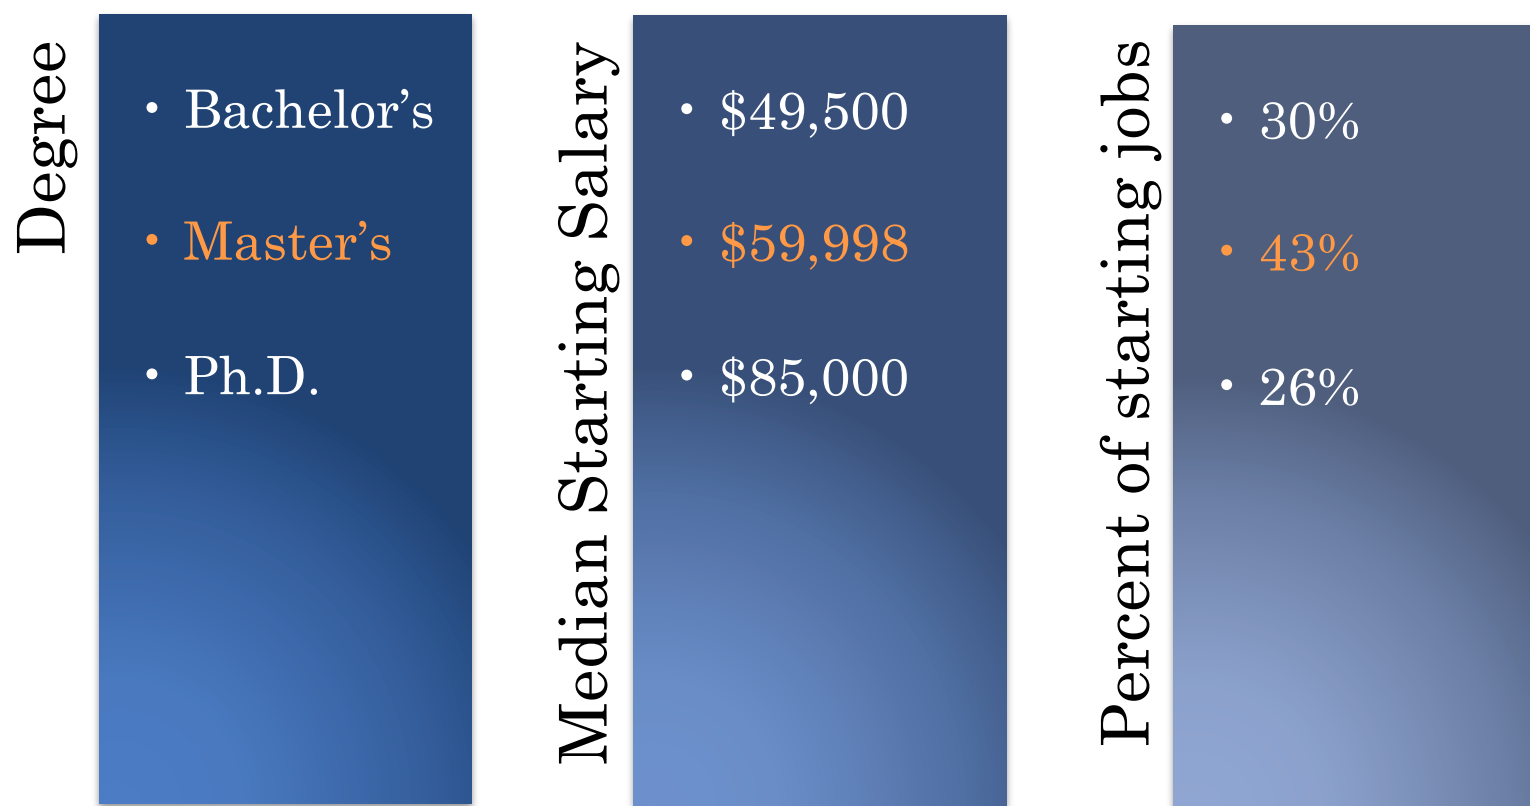 Degree
• Bachelor’s
• Master’s
• Ph.D.
Median Starting Salary
• $49,500
• $59,998
• $85,000
Percent of starting jobs
• 30%
• 43%
• 26%